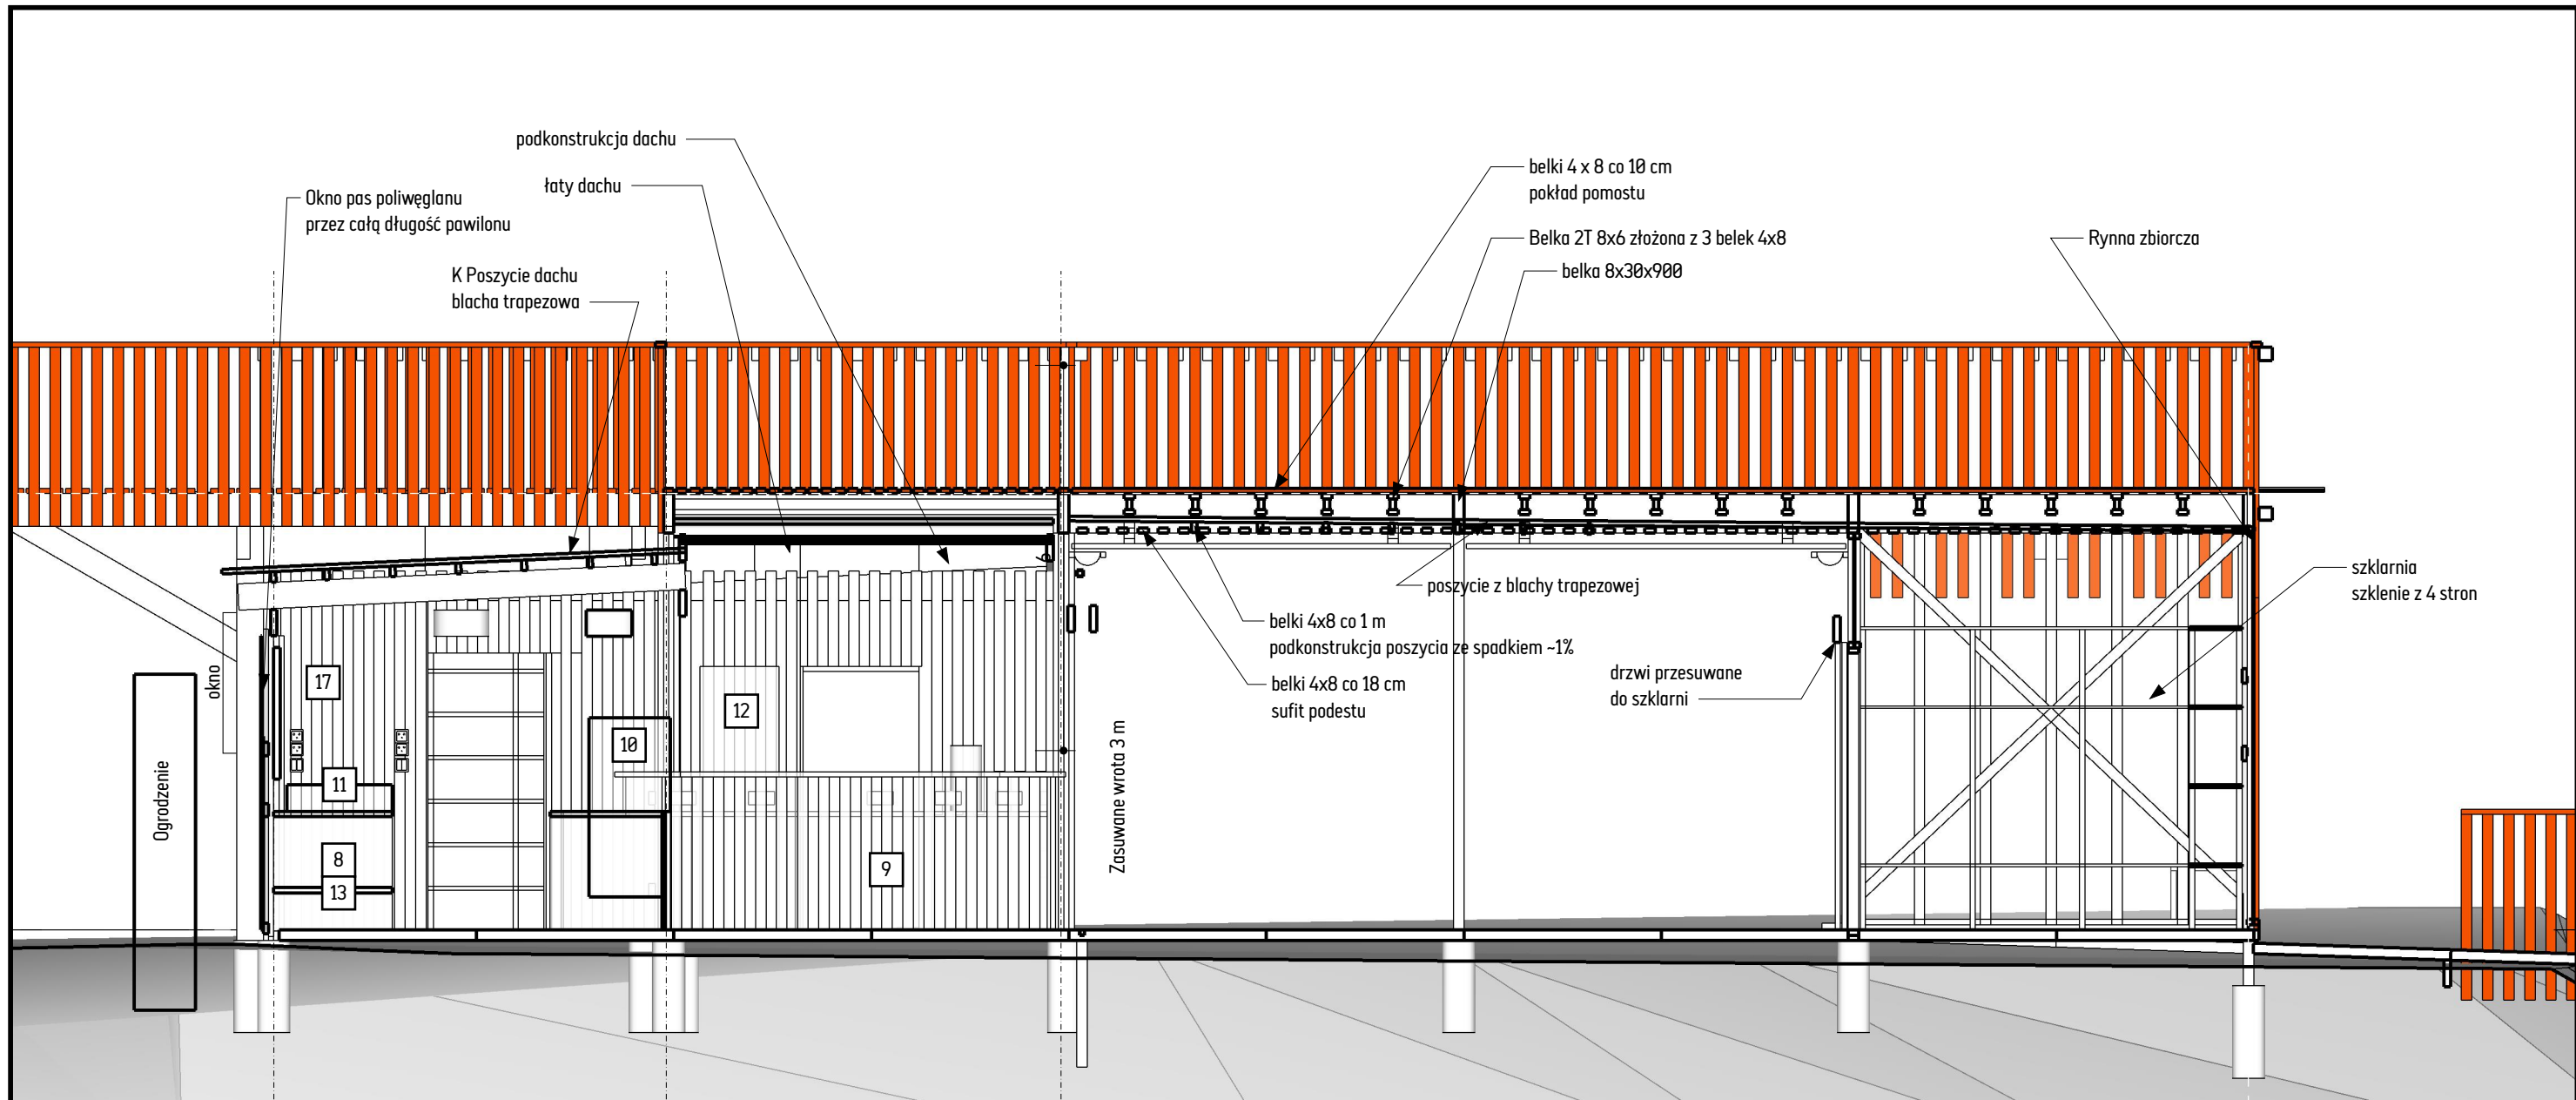 podkonstrukcja dachu
łaty dachu
Okno pas poliwęglanu
przez całą długość pawilonu
K Poszycie dachu
blacha trapezowa
belki 4 x 8 co 10 cm
pokład pomostu
Belka 2T 8x6 złożona z 3 belek 4x8
belka 8x30x900
Rynna zbiorcza
poszycie z blachy trapezowej
belki 4x8 co 1 m
podkonstrukcja poszycia ze spadkiem ~1%
belki 4x8 co 18 cm
sufit podestu
drzwi przesuwane
do szklarni
szklarnia
szklenie z 4 stron
okno
Ogrodzenie
Zasuwane wrota 3 m
17
12
10
11
8
13
9